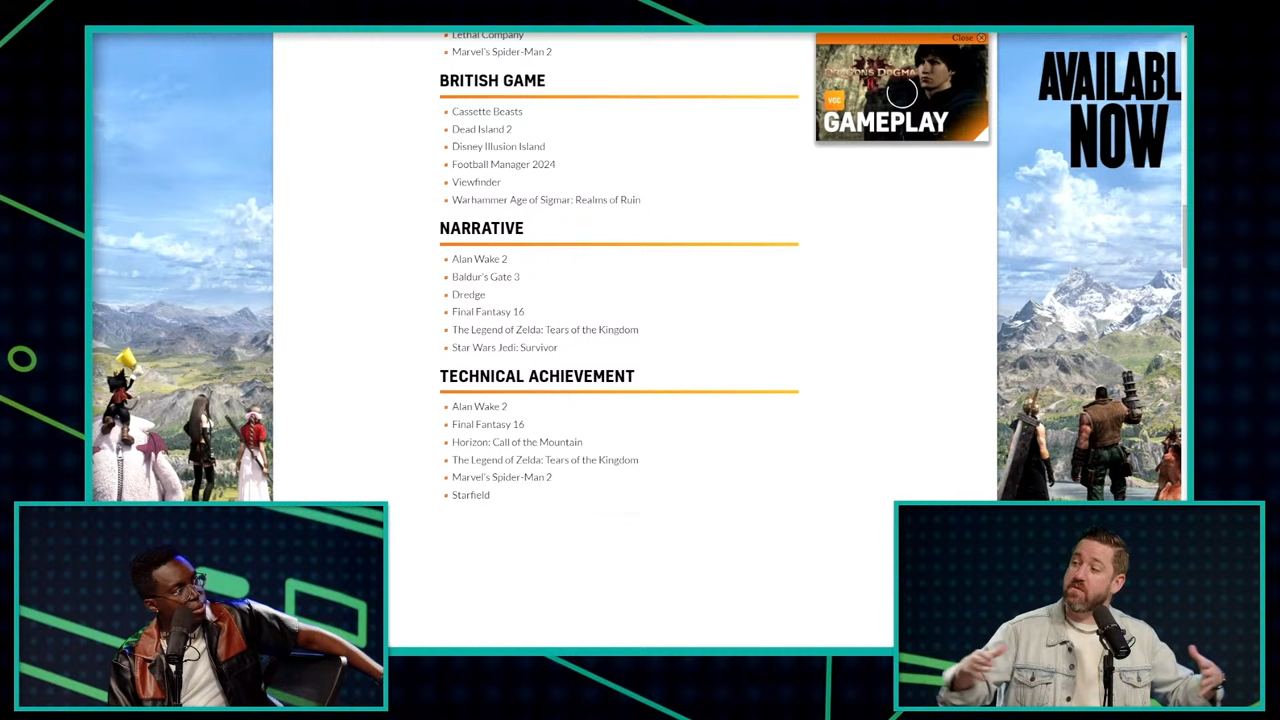 Lethal Company
Marvel's Spider-Man 2
BRITISH GAME
Cassette Beasts
Dead Island 2
Disney Illusion Island
Football Manager 2024
Viewfinder
Warhammer Age of Sigmar: Realms of Ruin
NARRATIVE
Alan Wake 2
Baldur's Gate 3
Dredge
Final Fantasy 16
The Legend of Zelda: Tears of the Kingdom
Star Wars Jedi: Survivor
TECHNICAL ACHIEVEMENT
Alan Wake 2
Final Fantasy 16
Horizon: Call of the Mountain
The Legend of Zelda: Tears of the Kingdom
Marvel's Spider-Man 2
Starfield
Close
DRAGONS DOGMA
VGC
GAMEPLAY
AVAILABL
NOW